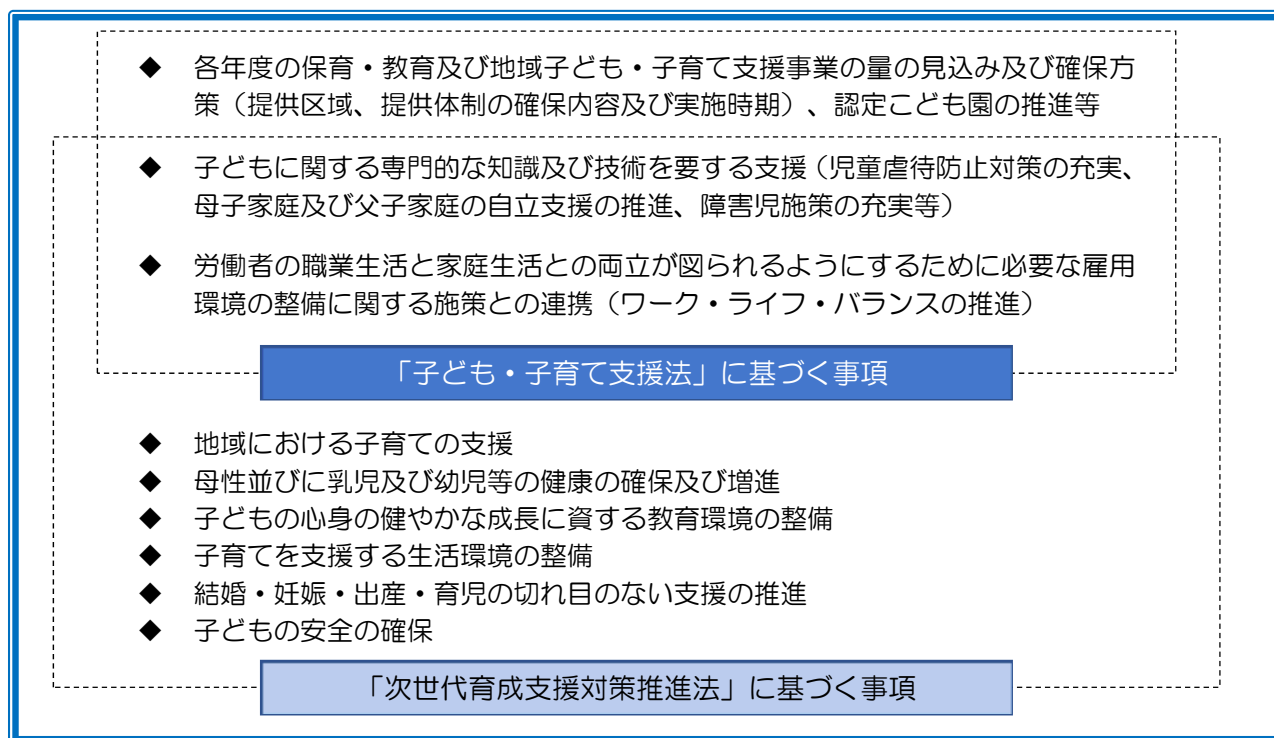 ◆ 各年度の保育・教育及び地域子ども・子育て支援事業の量の見込み及び確保方
策（提供区域、提供体制の確保内容及び実施時期）、認定こども園の推進等
◆ 子どもに関する専門的な知識及び技術を要する支援（児童虐待防止対策の充実、
母子家庭及び父子家庭の自立支援の推進、障害児施策の充実等）
◆ 労働者の職業生活と家庭生活との両立が図られるようにするために必要な雇用
環境の整備に関する施策との連携（ワーク・ライフ・バランスの推進）
「子ども・子育て支援法」に基づく事項
◆ 地域における子育ての支援
◆ 母性並びに乳児及び幼児等の健康の確保及び増進
◆ 子どもの心身の健やかな成長に資する教育環境の整備
◆ 子育てを支援する生活環境の整備
◆ 結婚・妊娠・出産・育児の切れ目のない支援の推進
◆ 子どもの安全の確保
「次世代育成支援対策推進法」に基づく事項